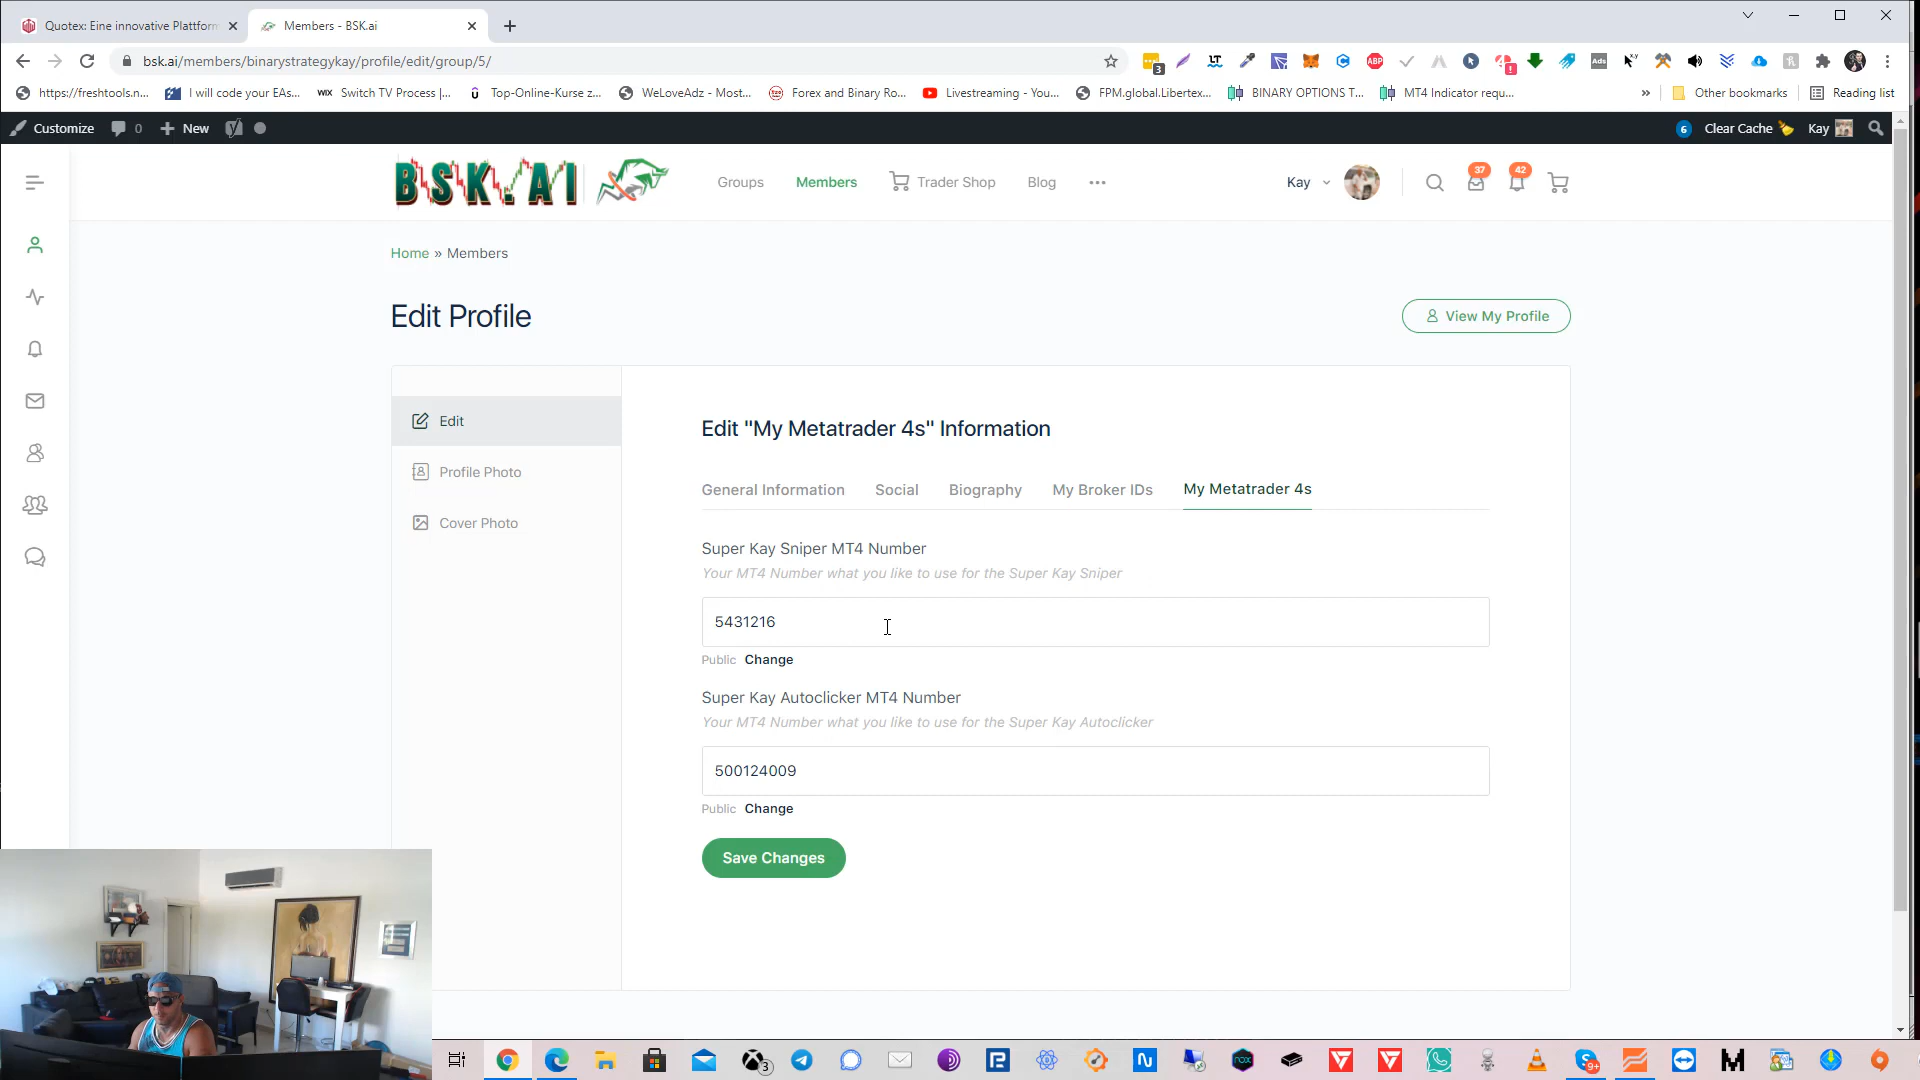 Quotex: Eine innovative Plattform
Members - BSK.ai
bsk.ai/members/binarystrategykay/profile/edit/group/5/
3
LT
ABP
!
Ads
https://freshtools.n...
I will code your EAs...
WIX Switch TV Process |...
Top-Online-Kurse z...
WeLoveAdz - Most...
Forex and Binary Ro...
Livestreaming - You...
FPM.global.Libertex...
BINARY OPTIONS T...
MT4 Indicator requ...
» Other bookmarks
Reading list
Customize 0 + New
6 Clear Cache Kay
BSK.AI
Groups Members Trader Shop Blog
Kay 37 42
Home » Members
Edit Profile
View My Profile
Edit
Profile Photo
Cover Photo
Edit "My Metatrader 4s" Information
General Information Social Biography My Broker IDs My Metatrader 4s
Super Kay Sniper MT4 Number
Your MT4 Number what you like to use for the Super Kay Sniper
5431216
Public Change
Super Kay Autoclicker MT4 Number
Your MT4 Number what you like to use for the Super Kay Autoclicker
500124009
Public Change
Save Changes
3
9+